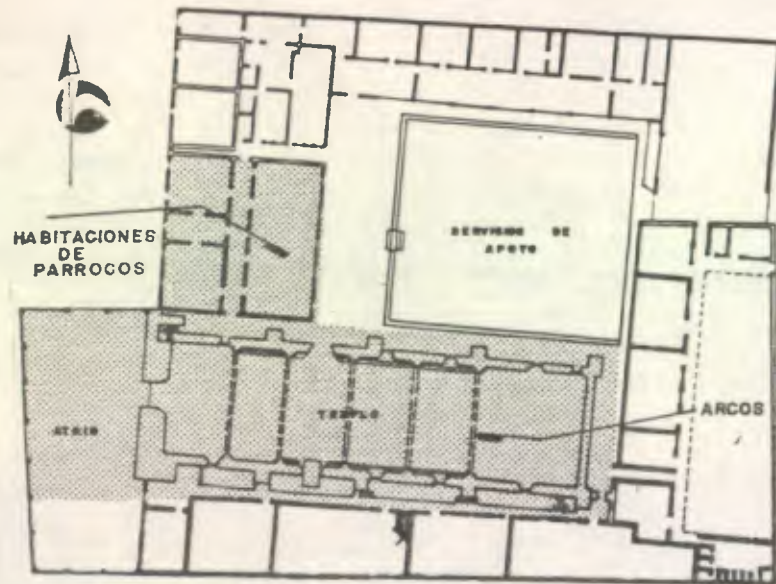 HABITACIONES
DE
PARROCOS
SERVICIOS DE
APOYO
ATRIO
TEMPLO
ARCOS